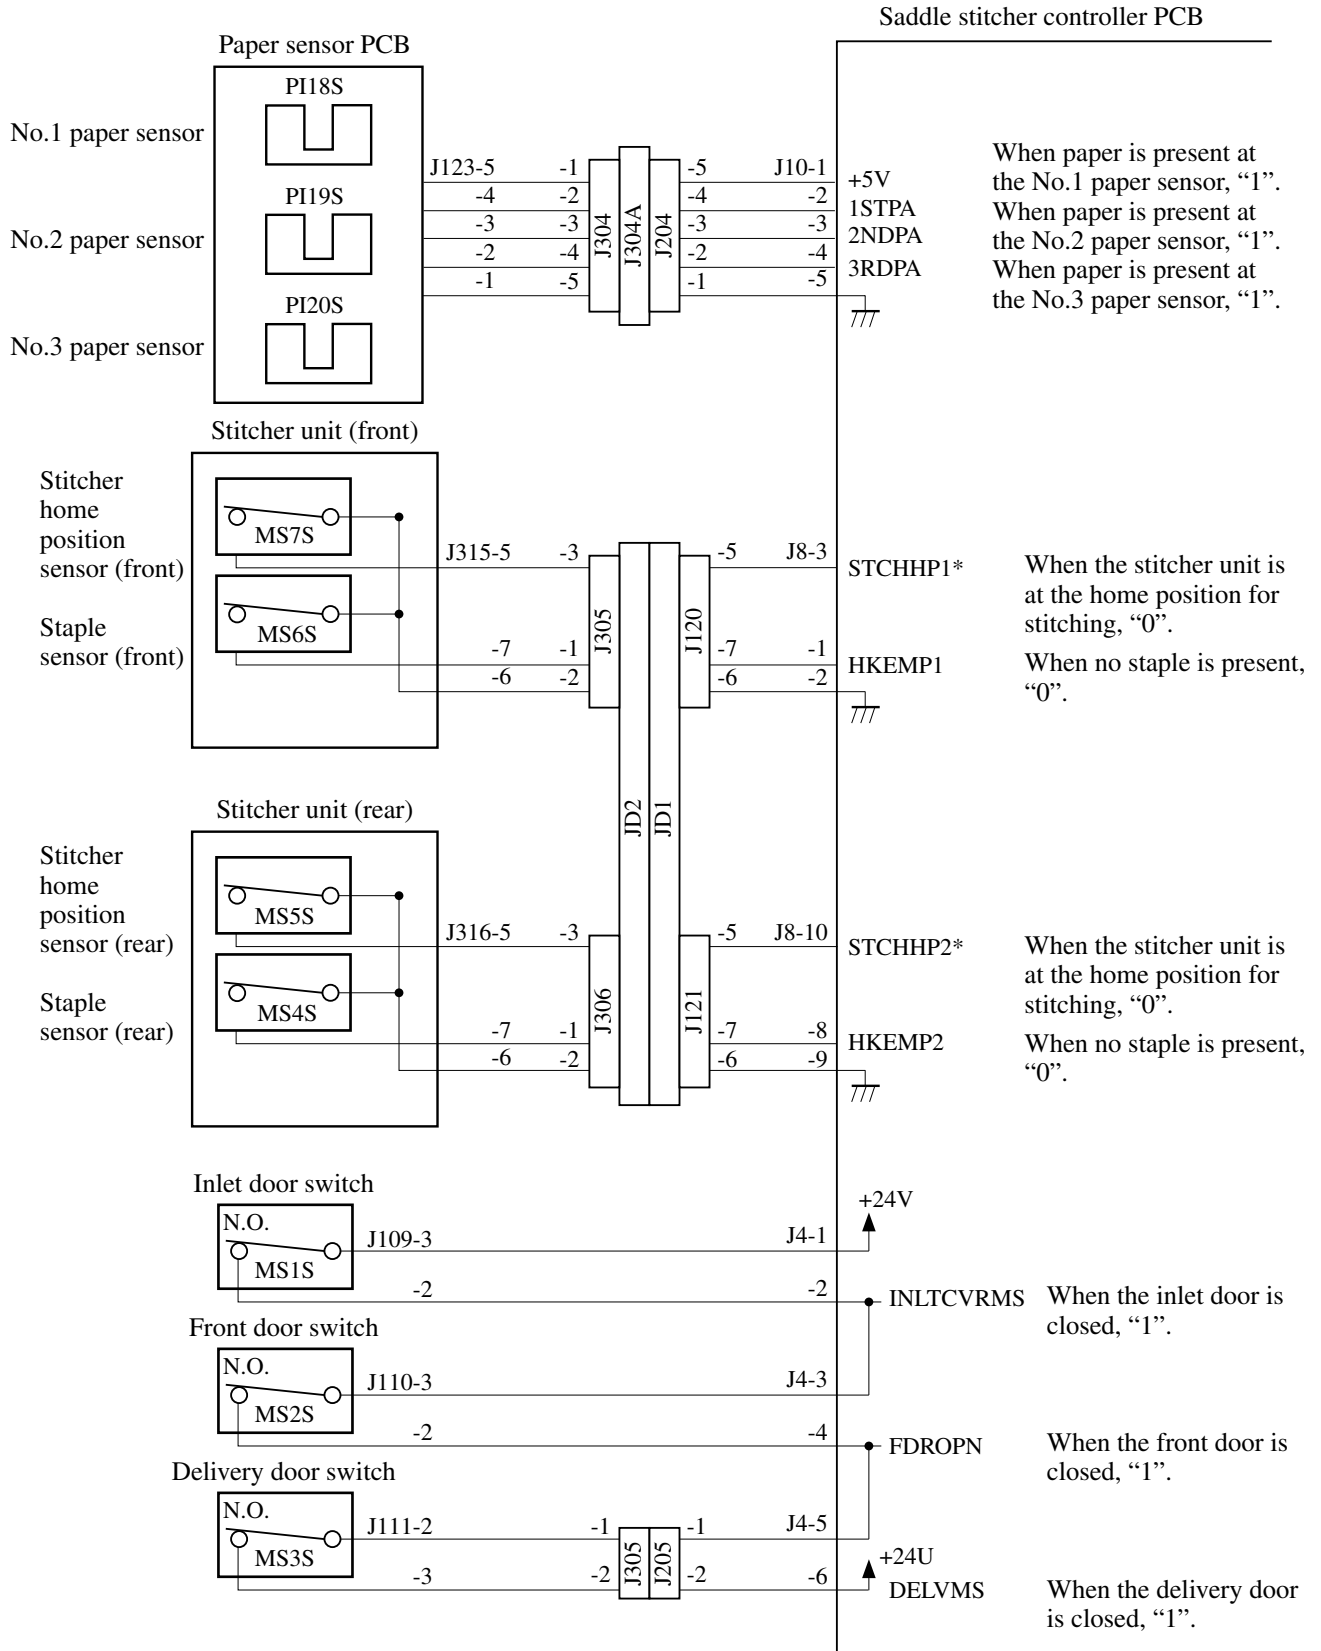 Saddle stitcher controller PCB
Paper sensor PCB
PI18S
No.1 paper sensor
PI19S
No.2 paper sensor
PI20S
No.3 paper sensor
J123-5 -1 -5 J10-1 +5V
-4 -2 -4 -2 1STPA
-3 -3 -3 -3 2NDPA
-2 -4 -2 -4 3RDPA
-1 -5 -1 -5
J304
J304A
J204
When paper is present at
the No.1 paper sensor, “1”.
When paper is present at
the No.2 paper sensor, “1”.
When paper is present at
the No.3 paper sensor, “1”.
Stitcher unit (front)
Stitcher
home
position
sensor (front)
MS7S
Staple
sensor (front)
MS6S
J315-5 -3 -5 J8-3 STCHHP1*
-7 -1 -7 -1 HKEMP1
-6 -2 -6 -2
J305
J120
When the stitcher unit is
at the home position for
stitching, “0”.
When no staple is present,
“0”.
JD2
JD1
Stitcher unit (rear)
Stitcher
home
position
sensor (rear)
MS5S
Staple
sensor (rear)
MS4S
J316-5 -3 -5 J8-10 STCHHP2*
-7 -1 -7 -8 HKEMP2
-6 -2 -6 -9
J306
J121
When the stitcher unit is
at the home position for
stitching, “0”.
When no staple is present,
“0”.
Inlet door switch
N.O.
MS1S
J109-3 J4-1 +24V
-2 -2 INLTCVRMS
When the inlet door is
closed, “1”.
Front door switch
N.O.
MS2S
J110-3 J4-3
-2 -4 FDROPN
When the front door is
closed, “1”.
Delivery door switch
N.O.
MS3S
J111-2 -1 -1 J4-5
-3 -2 -2 -6
J305
J205
+24U
DELVMS
When the delivery door
is closed, “1”.